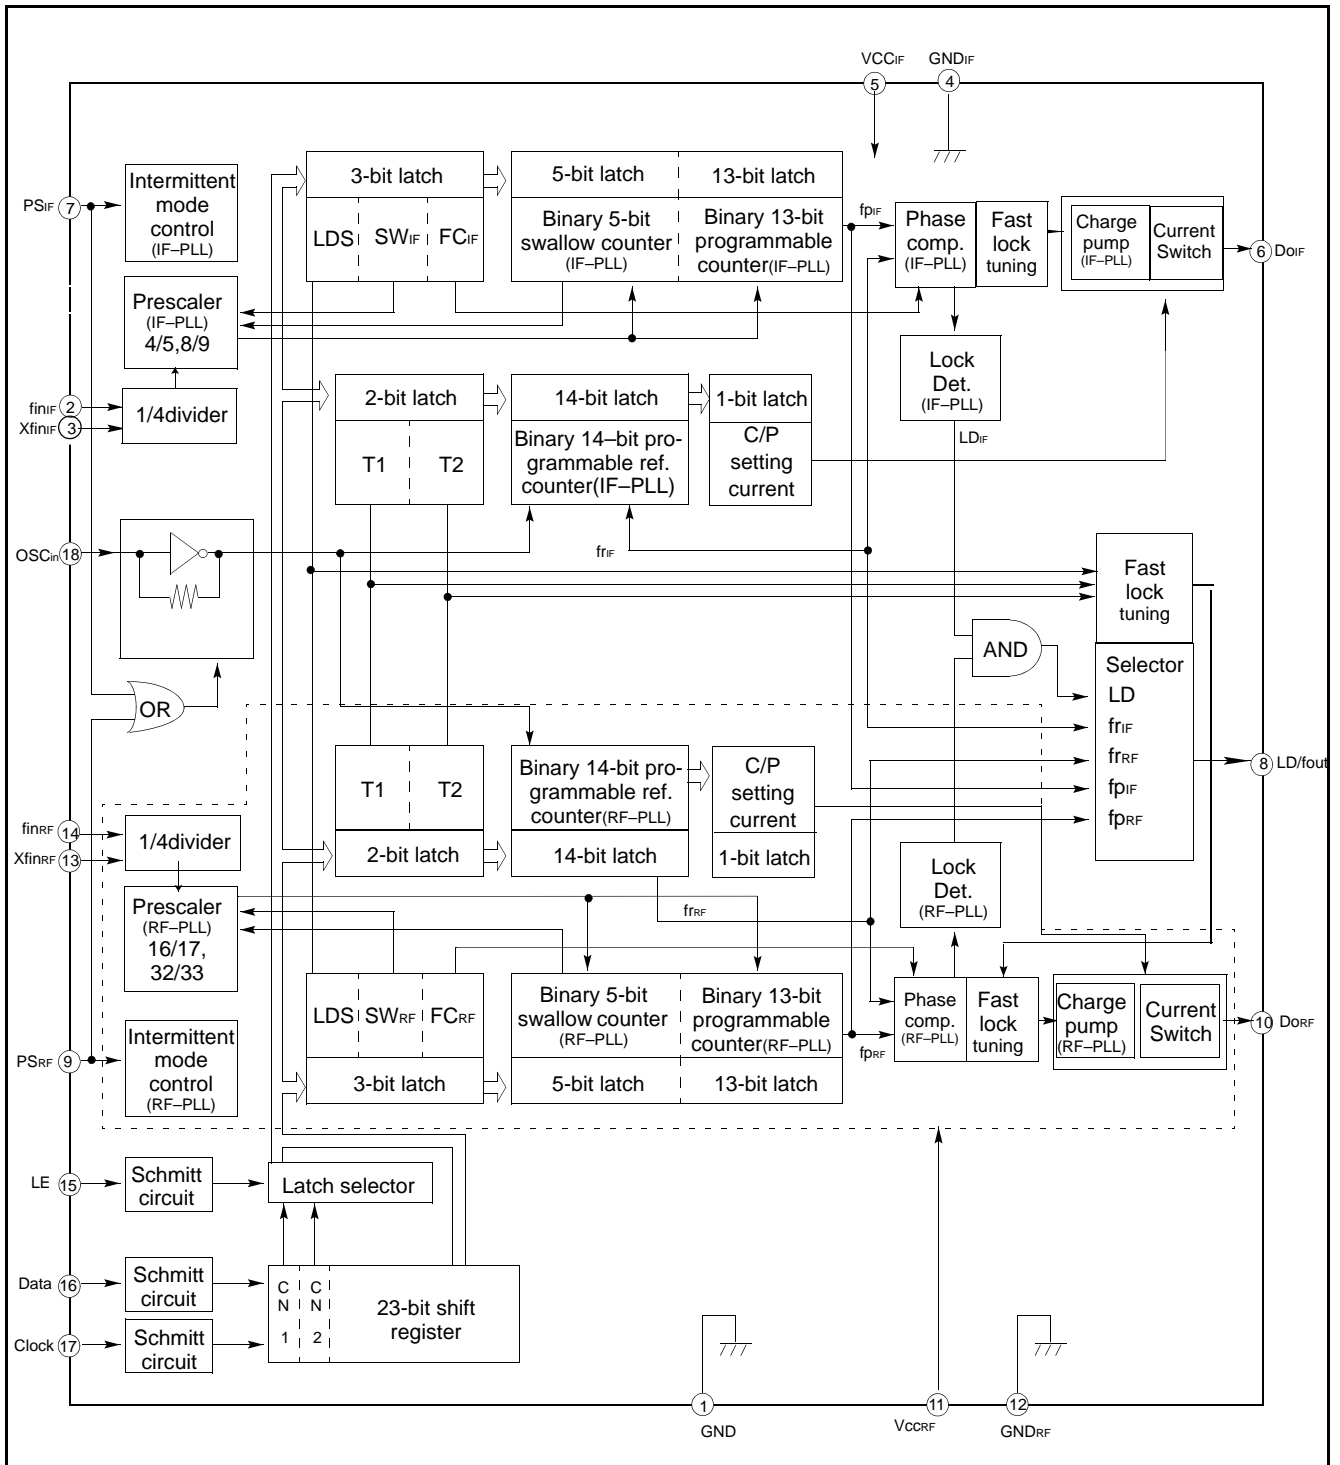 VCCIF
GNDIF
5
4
3-bit latch
5-bit latch
13-bit latch
Intermittent
mode
control
(IF–PLL)
PSIF
7
LDS
SWIF
FCIF
Binary 5-bit
swallow counter
(IF–PLL)
Binary 13-bit
programmable
counter(IF–PLL)
fpIF
Phase
comp.
(IF–PLL)
Fast
lock
tuning
Charge
pump
(IF–PLL)
Current
Switch
6
DoIF
Prescaler
(IF–PLL)
4/5,8/9
Lock
Det.
(IF–PLL)
finIF
2
XfinIF
3
1/4divider
2-bit latch
14-bit latch
1-bit latch
T1
T2
Binary 14–bit pro-
grammable ref.
counter(IF–PLL)
C/P
setting
current
LDIF
OSCin
18
frIF
Fast
lock
tuning
AND
OR
Selector
LD
frIF
frRF
fpIF
fpRF
8
LD/fout
T1
T2
Binary 14-bit pro-
grammable ref.
counter(RF–PLL)
C/P
setting
current
finRF
14
XfinRF
13
1/4divider
2-bit latch
14-bit latch
1-bit latch
Lock
Det.
(RF–PLL)
Prescaler
(RF–PLL)
16/17,
32/33
frRF
LDS
SWRF
FCRF
Binary 5-bit
swallow counter
(RF–PLL)
Binary 13-bit
programmable
counter(RF–PLL)
fpRF
Phase
comp.
(RF–PLL)
Fast
lock
tuning
Charge
pump
(RF–PLL)
Current
Switch
10
DoRF
PSRF
9
Intermittent
mode
control
(RF–PLL)
3-bit latch
5-bit latch
13-bit latch
LE
15
Schmitt
circuit
Latch selector
Data
16
Schmitt
circuit
C
N
1
C
N
2
23-bit shift
register
Clock
17
Schmitt
circuit
1
GND
11
VccRF
12
GNDRF